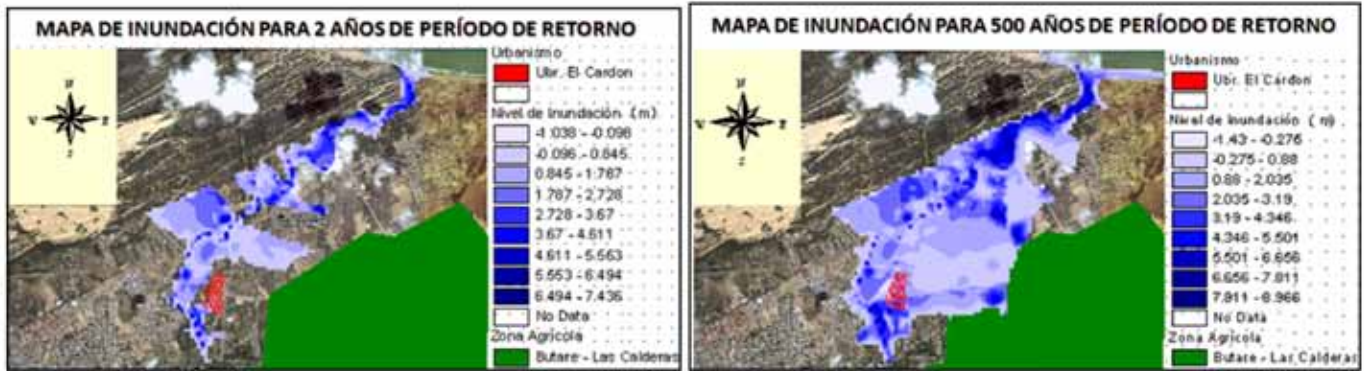 MAPA DE INUNDACIÓN PARA 2 AÑOS DE PERÍODO DE RETORNO
Urbanismo
Ubr. El Cardon
Nivel de Inundación (m)
-1.038 - -0.096
-0.096 - 0.845
0.845 - 1.787
1.787 - 2.728
2.728 - 3.67
3.67 - 4.611
4.611 - 5.553
5.553 - 6.494
6.494 - 7.436
No Data
Zona Agricola
Butare - Las Calderas
MAPA DE INUNDACIÓN PARA 500 AÑOS DE PERÍODO DE RETORNO
Urbanismo
Ubr. El Cardon
Nivel de Inundación (m)
-1.43 - -0.275
-0.275 - 0.88
0.88 - 2.035
2.035 - 3.19
3.19 - 4.346
4.346 - 5.501
5.501 - 6.656
6.656 - 7.811
7.811 - 8.966
No Data
Zona Agrícola
Butare - Las Calderas